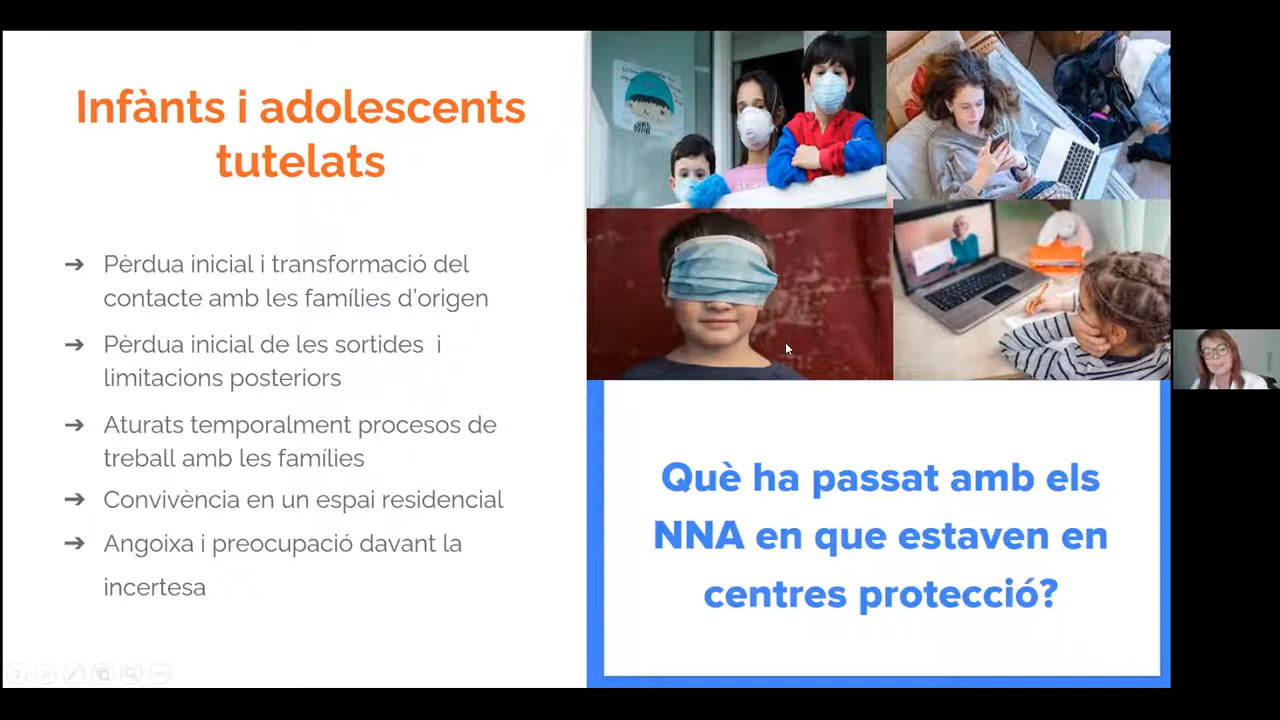 Infànts i adolescents
tutelats
➔ Pèrdua inicial i transformació del
contacte amb les famílies d’origen
➔ Pèrdua inicial de les sortides i
limitacions posteriors
➔ Aturats temporalment procesos de
treball amb les famílies
➔ Convivència en un espai residencial
➔ Angoixa i preocupació davant la
incertesa
Què ha passat amb els
NNA en que estaven en
centres protecció?